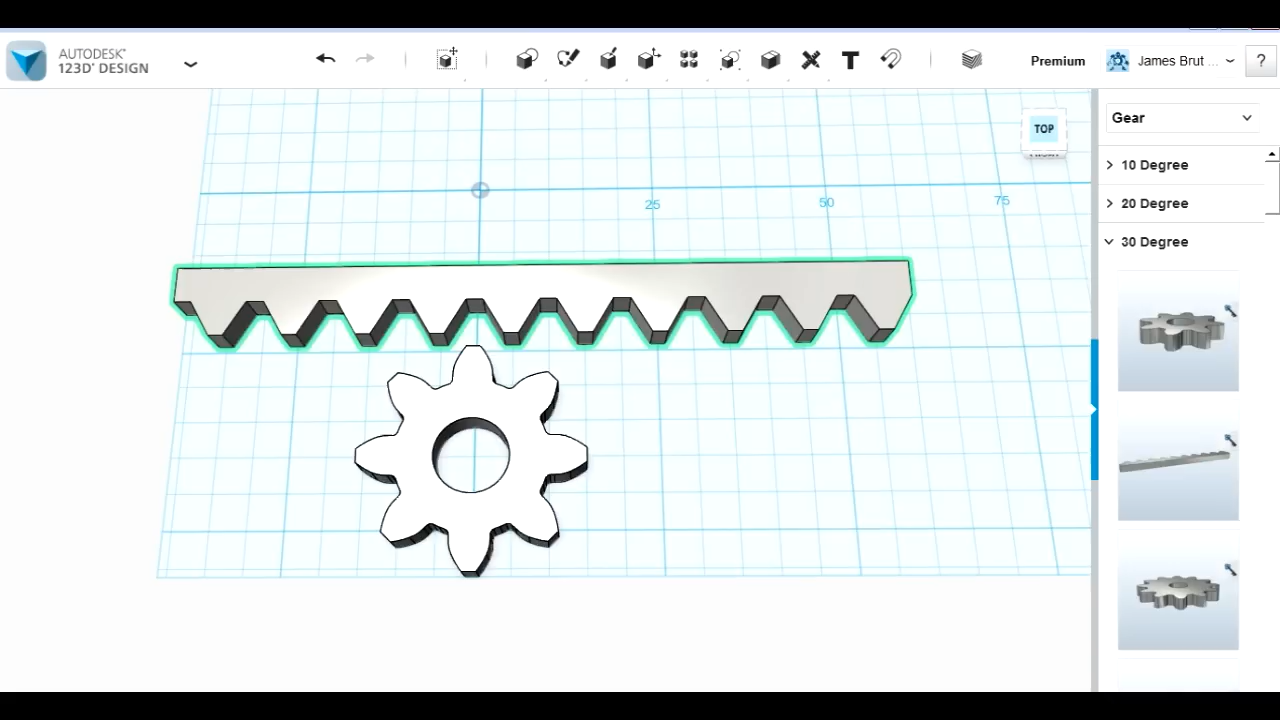 AUTODESK®
123D® DESIGN
T
Premium
James Brut ...
?
Gear
TOP
10 Degree
20 Degree
30 Degree
25
50
75